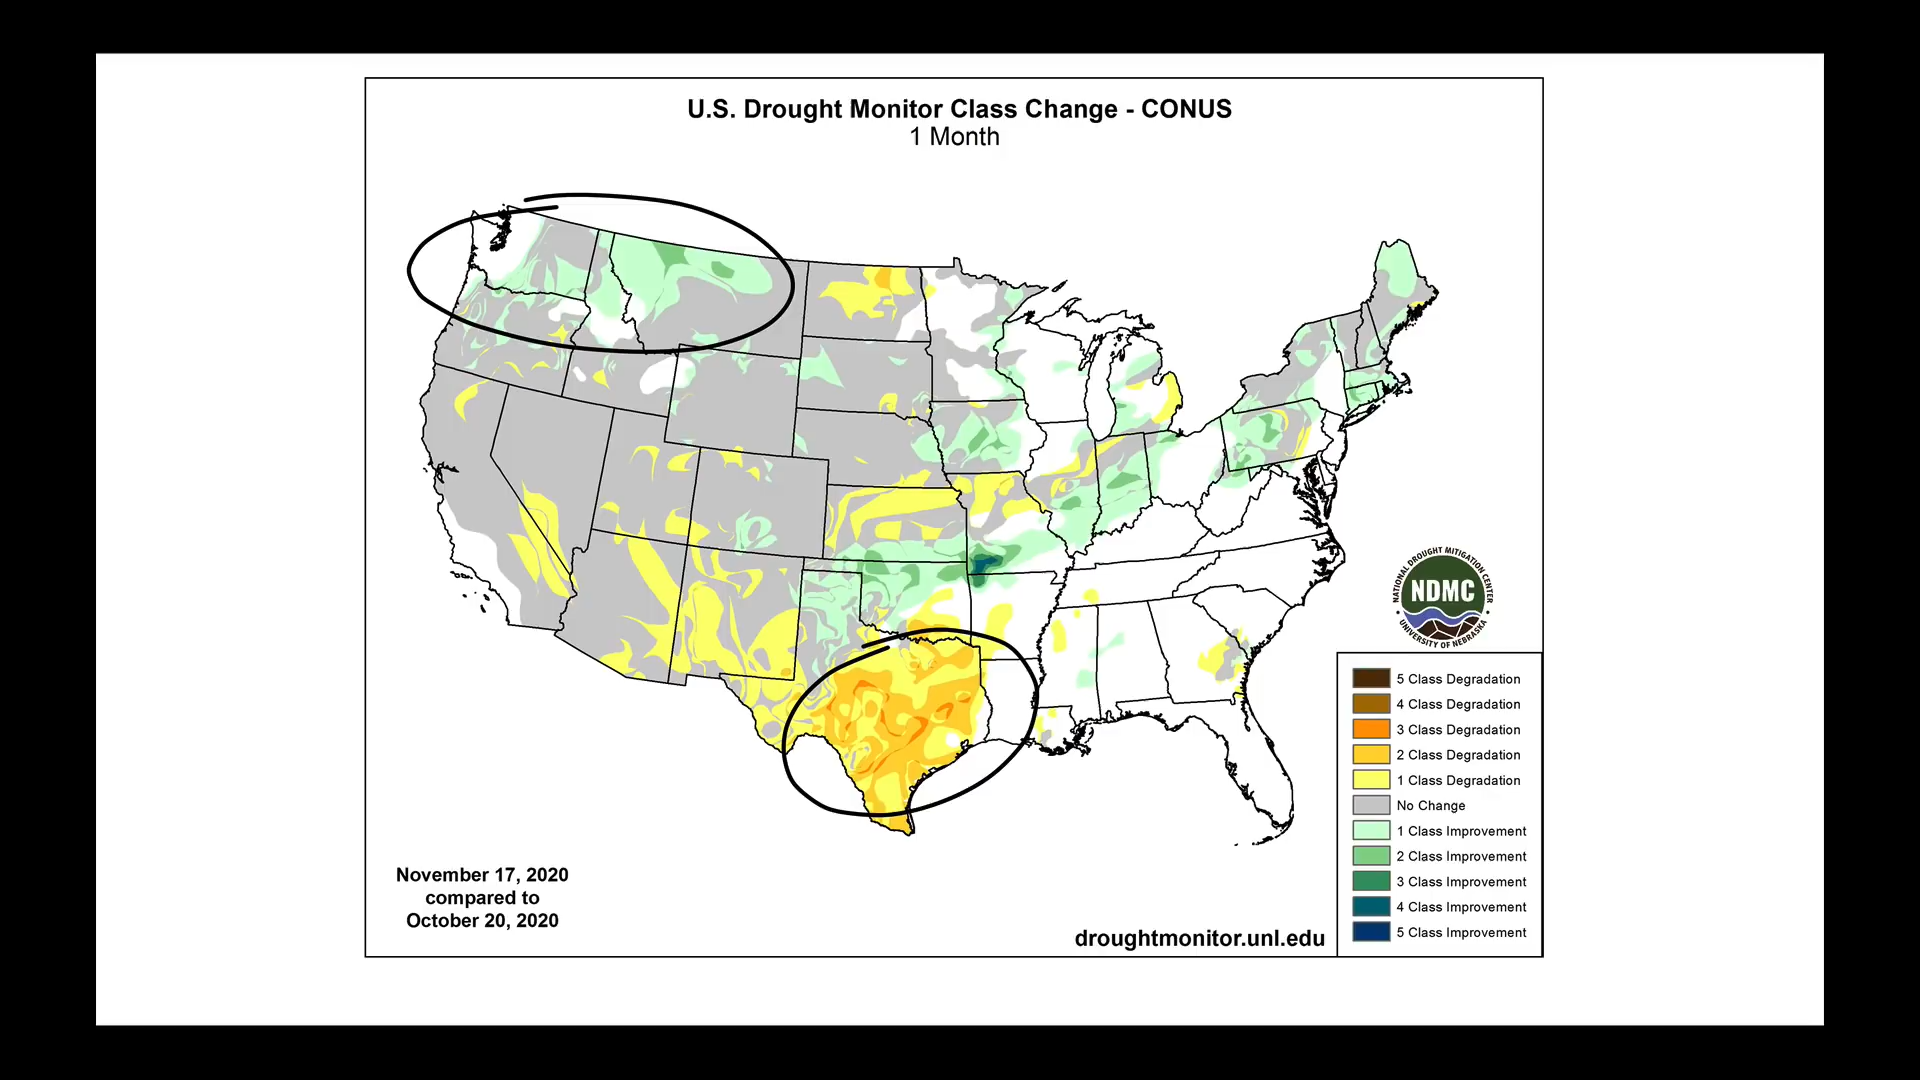 U.S. Drought Monitor Class Change - CONUS
1 Month
NATIONAL DROUGHT MITIGATION CENTER
NDMC
UNIVERSITY OF NEBRASKA
5 Class Degradation
4 Class Degradation
3 Class Degradation
2 Class Degradation
1 Class Degradation
No Change
1 Class Improvement
2 Class Improvement
3 Class Improvement
4 Class Improvement
5 Class Improvement
November 17, 2020
compared to
October 20, 2020
droughtmonitor.unl.edu